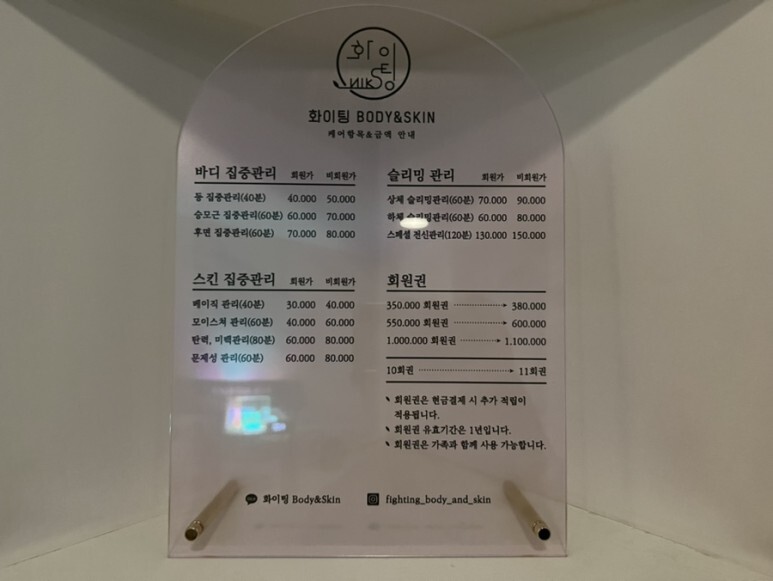 화이팅
SKIN
화이팅 BODY&SKIN
케어항목&금액 안내
바디 집중관리 회원가 비회원가
등 집중관리(40분) 40.000 50.000
승모근 집중관리(60분) 60.000 70.000
후면 집중관리(60분) 70.000 80.000
스킨 집중관리 회원가 비회원가
베이직 관리(40분) 30.000 40.000
모이스처 관리(60분) 40.000 60.000
탄력, 미백관리(80분) 60.000 80.000
문제성 관리(60분) 60.000 80.000
슬리밍 관리 회원가 비회원가
상체 슬리밍관리(60분) 70.000 90.000
하체 슬리밍관리(60분) 60.000 80.000
스페셜 전신관리(120분) 130.000 150.000
회원권
350.000 회원권 380.000
550.000 회원권 600.000
1.000.000 회원권 1.100.000
10회권 11회권
회원권은 현금결제 시 추가 적립이
적용됩니다.
회원권 유효기간은 1년입니다.
회원권은 가족과 함께 사용 가능합니다.
화이팅 Body&Skin
fighting_body_and_skin